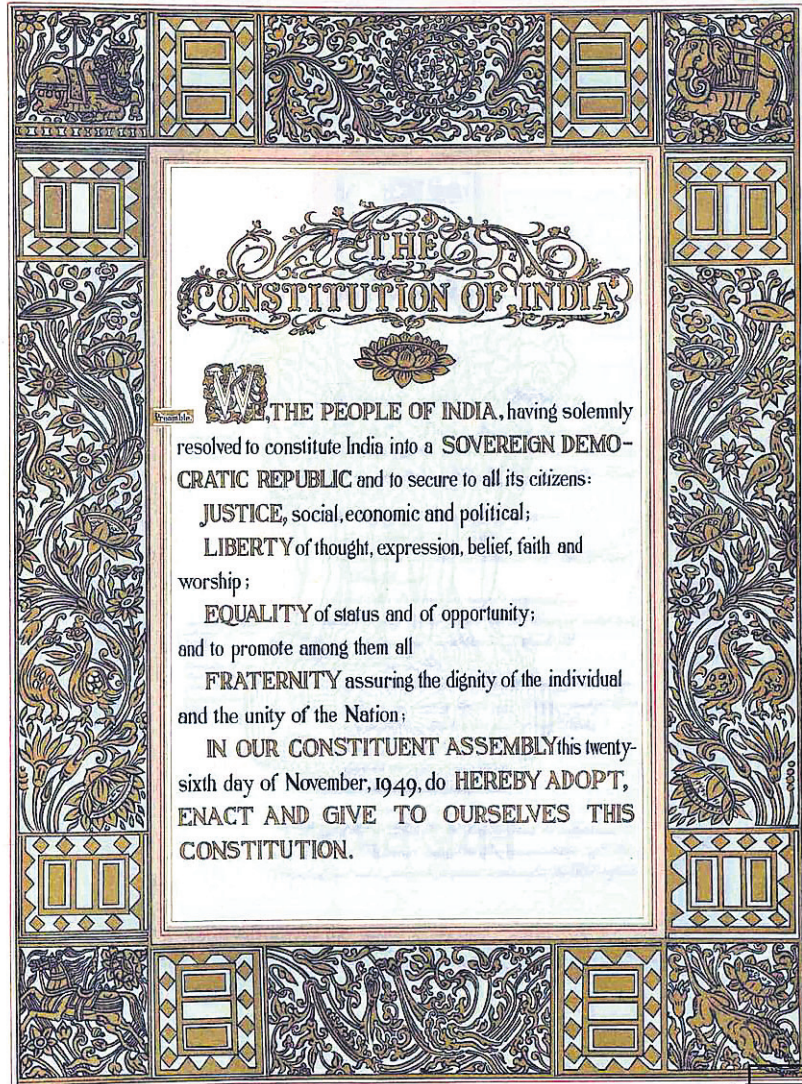 THE
CONSTITUTION OF INDIA
Preamble.
WE, THE PEOPLE OF INDIA, having solemnly
resolved to constitute India into a SOVEREIGN DEMO-
CRATIC REPUBLIC and to secure to all its citizens:
JUSTICE, social, economic and political;
LIBERTY of thought, expression, belief, faith and
worship;
EQUALITY of status and of opportunity;
and to promote among them all
FRATERNITY assuring the dignity of the individual
and the unity of the Nation;
IN OUR CONSTITUENT ASSEMBLY this twenty-
sixth day of November, 1949, do HEREBY ADOPT,
ENACT AND GIVE TO OURSELVES THIS
CONSTITUTION.